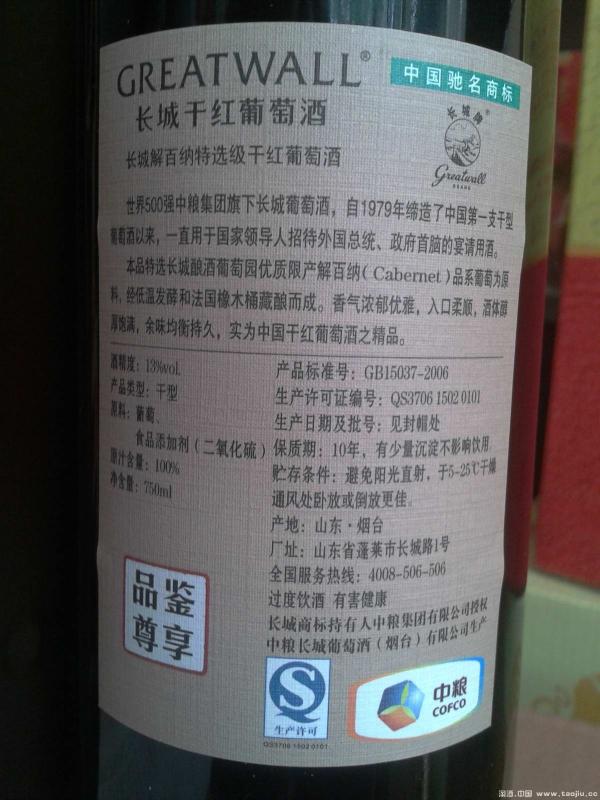 GREATWALL®
中国驰名商标
长城干红葡萄酒
长城牌®
Greatwall
BRAND
长城解百纳特选级干红葡萄酒
世界500强中粮集团旗下长城葡萄酒，自1979年缔造了中国第一支干型
葡萄酒以来，一直用于国家领导人招待外国总统、政府首脑的宴请用酒。
本品特选长城酿酒葡萄园优质限产解百纳(Cabernet)品系葡萄为原
料，经低温发酵和法国橡木桶藏酿而成。香气浓郁优雅，入口柔顺，酒体醇
厚饱满，余味均衡持久，实为中国干红葡萄酒之精品。
酒精度：13%vol.
产品类型：干型
原料：葡萄、
食品添加剂（二氧化硫）
原汁含量：100%
净含量：750ml
产品标准号：GB15037-2006
生产许可证编号：QS3706 1502 0101
生产日期及批号：见封帽处
保质期：10年，有少量沉淀不影响饮用
贮存条件：避免阳光直射，于5-25℃干燥
通风处卧放或倒放更佳。
产地：山东·烟台
厂址：山东省蓬莱市长城路1号
全国服务热线：4008-506-506
过度饮酒 有害健康
长城商标持有人中粮集团有限公司授权
中粮长城葡萄酒（烟台）有限公司生产
品鉴
尊享
QS
生产许可
QS3706 1502 0101
中粮
COFCO
淘酒.中国 www.taojiu.cc